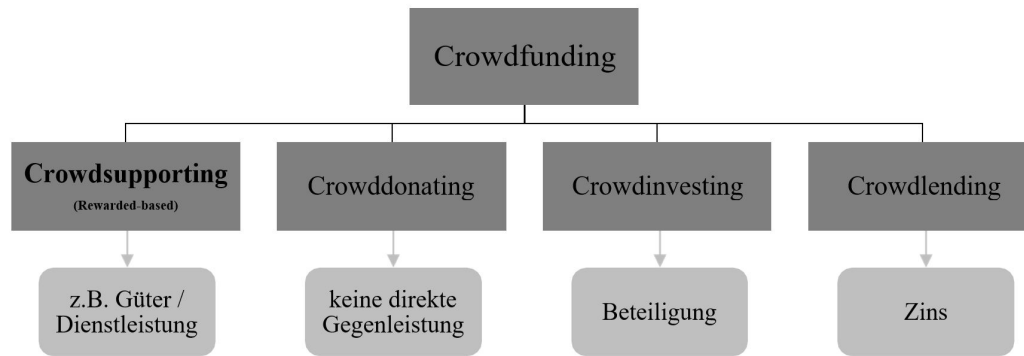 Crowdfunding
Crowdsupporting
(Rewarded-based)
Crowddonating
Crowdinvesting
Crowdlending
z.B. Güter /
Dienstleistung
keine direkte
Gegenleistung
Beteiligung
Zins